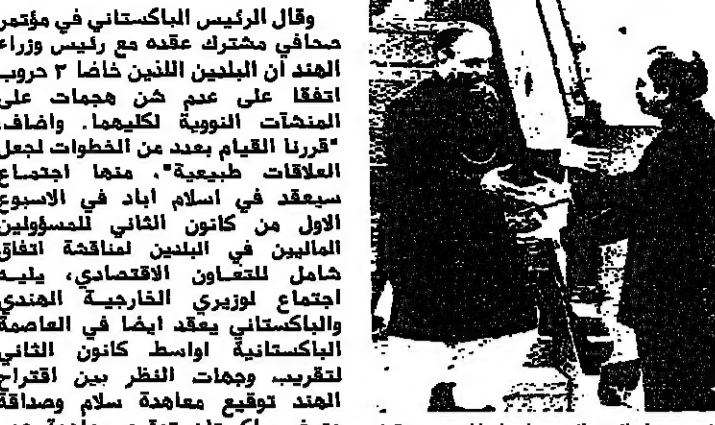 وقال الرئيس الباكستاني في مؤتمر
صحافي مشترك عقده مع رئيس وزراء
الهند ان البلدين اللذين خاضا ٣ حروب
اتفقا على عدم شن هجمات على
المنشآت النووية لكليهما. واضاف
"قررنا القيام بعدد من الخطوات لجعل
العلاقات طبيعية". منها اجتماع
سيعقد في اسلام آباد في الاسبوع
الاول من كانون الثاني للمسؤولين
الماليين في البلدين لمناقشة اتفاق
شامل للتعاون الاقتصادي، يليه
اجتماع لوزيري الخارجية الهندي
والباكستاني يعقد ايضا في العاصمة
الباكستانية اواسط كانون الثاني
لتقريب وجهات النظر بين اقتراح
الهند توقيع معاهدة سلام وصداقة